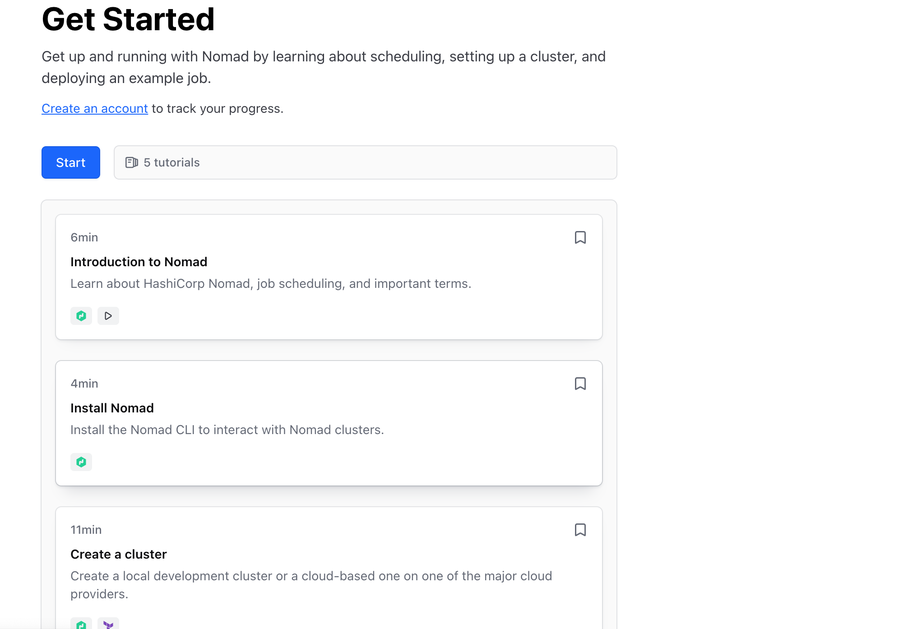 Get Started
Get up and running with Nomad by learning about scheduling, setting up a cluster, and
deploying an example job.
Create an account to track your progress.
Start
5 tutorials
6min
Introduction to Nomad
Learn about HashiCorp Nomad, job scheduling, and important terms.
4min
Install Nomad
Install the Nomad CLI to interact with Nomad clusters.
11min
Create a cluster
Create a local development cluster or a cloud-based one on one of the major cloud
providers.